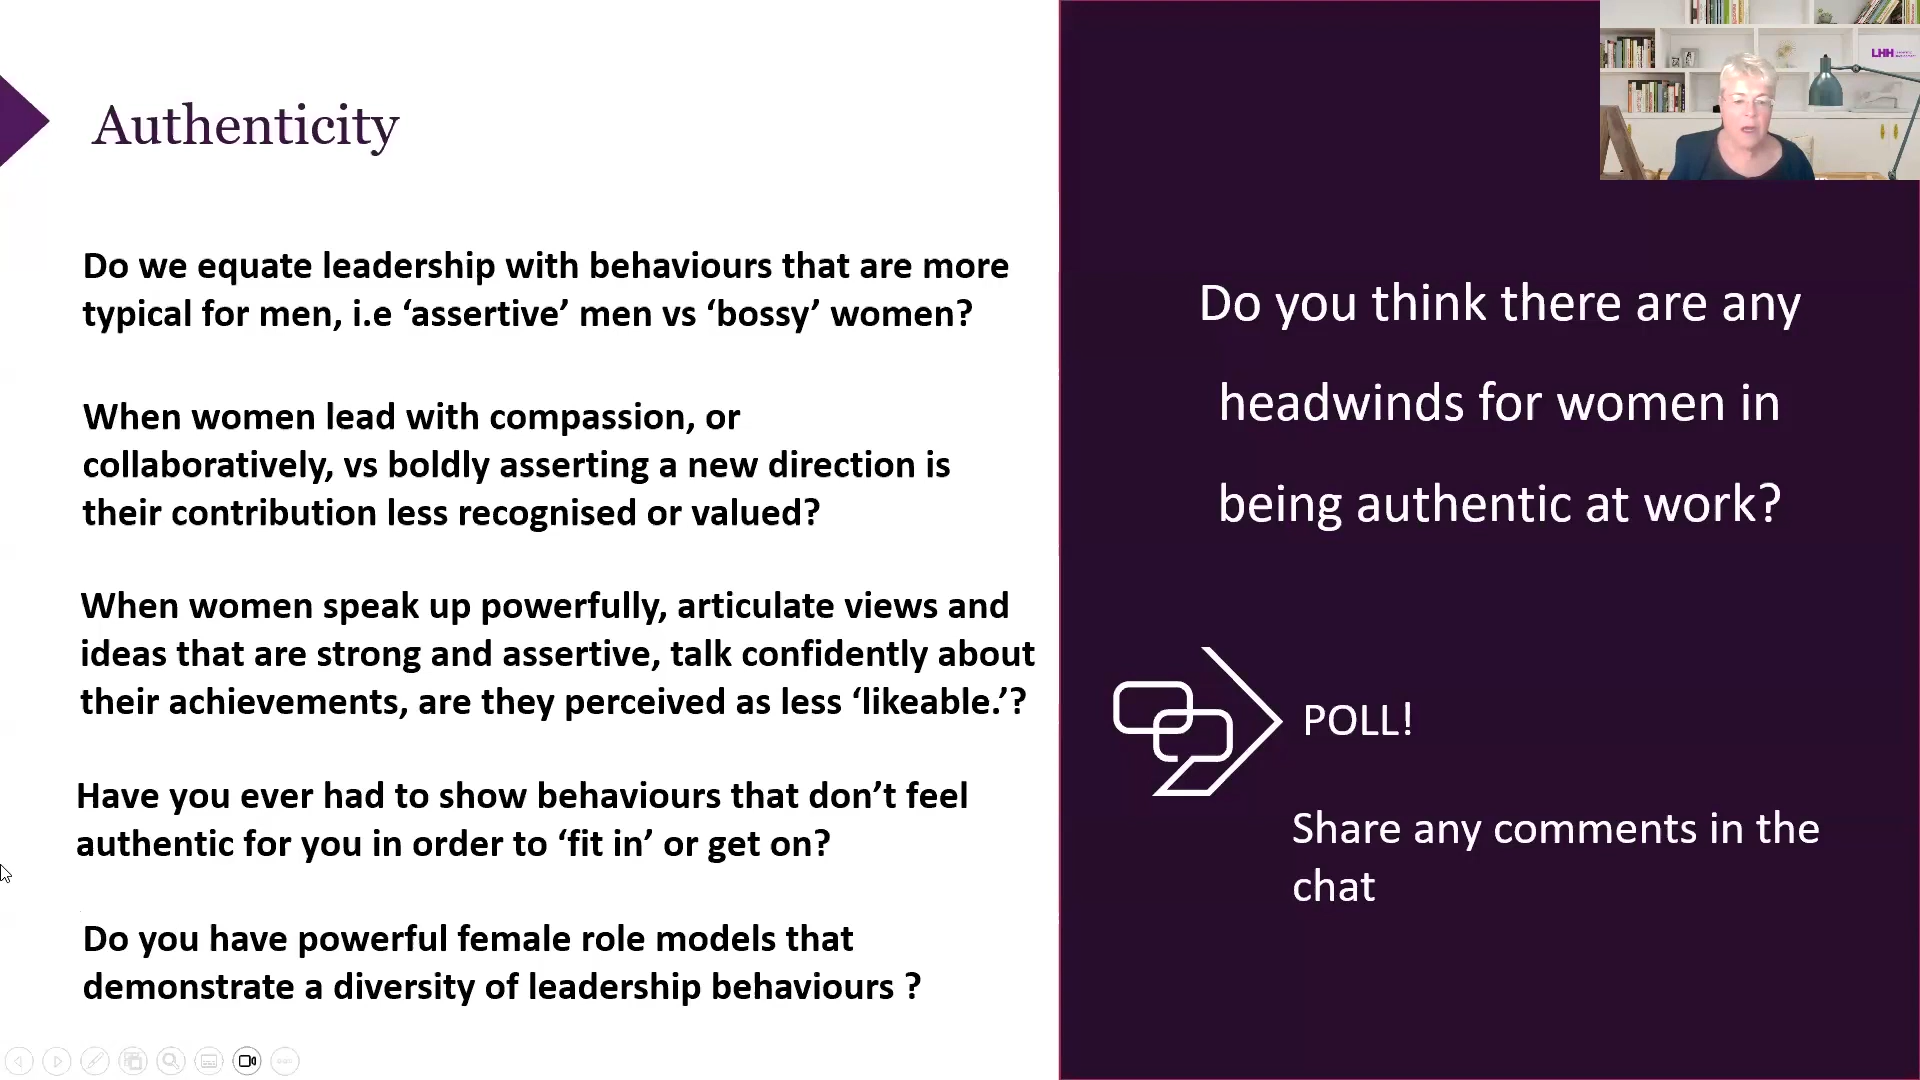 Authenticity
Do we equate leadership with behaviours that are more
typical for men, i.e ‘assertive’ men vs ‘bossy’ women?
When women lead with compassion, or
collaboratively, vs boldly asserting a new direction is
their contribution less recognised or valued?
When women speak up powerfully, articulate views and
ideas that are strong and assertive, talk confidently about
their achievements, are they perceived as less ‘likeable.’?
Have you ever had to show behaviours that don’t feel
authentic for you in order to ‘fit in’ or get on?
Do you have powerful female role models that
demonstrate a diversity of leadership behaviours ?
LHH
Do you think there are any
headwinds for women in
being authentic at work?
POLL!
Share any comments in the
chat